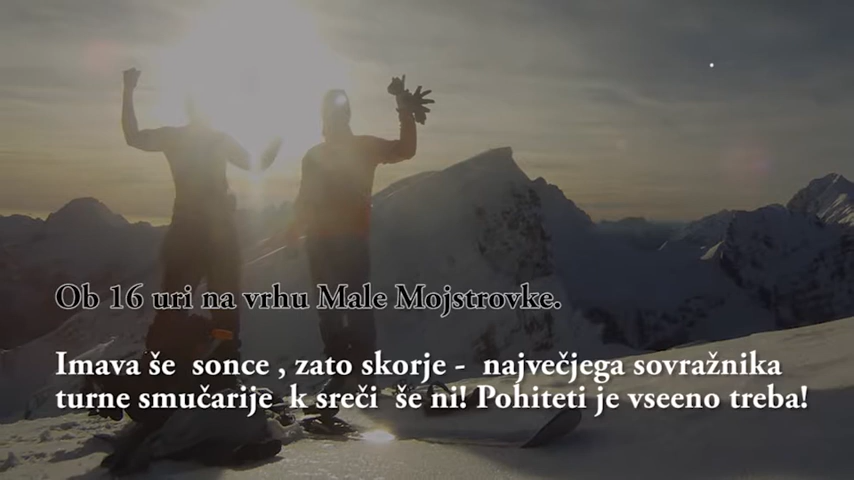 Ob 16 uri na vrhu Male Mojstrovke.
Imava še sonce , zato skorje - največjega sovražnika
turne smučarije k sreči še ni! Pohiteti je vseeno treba!